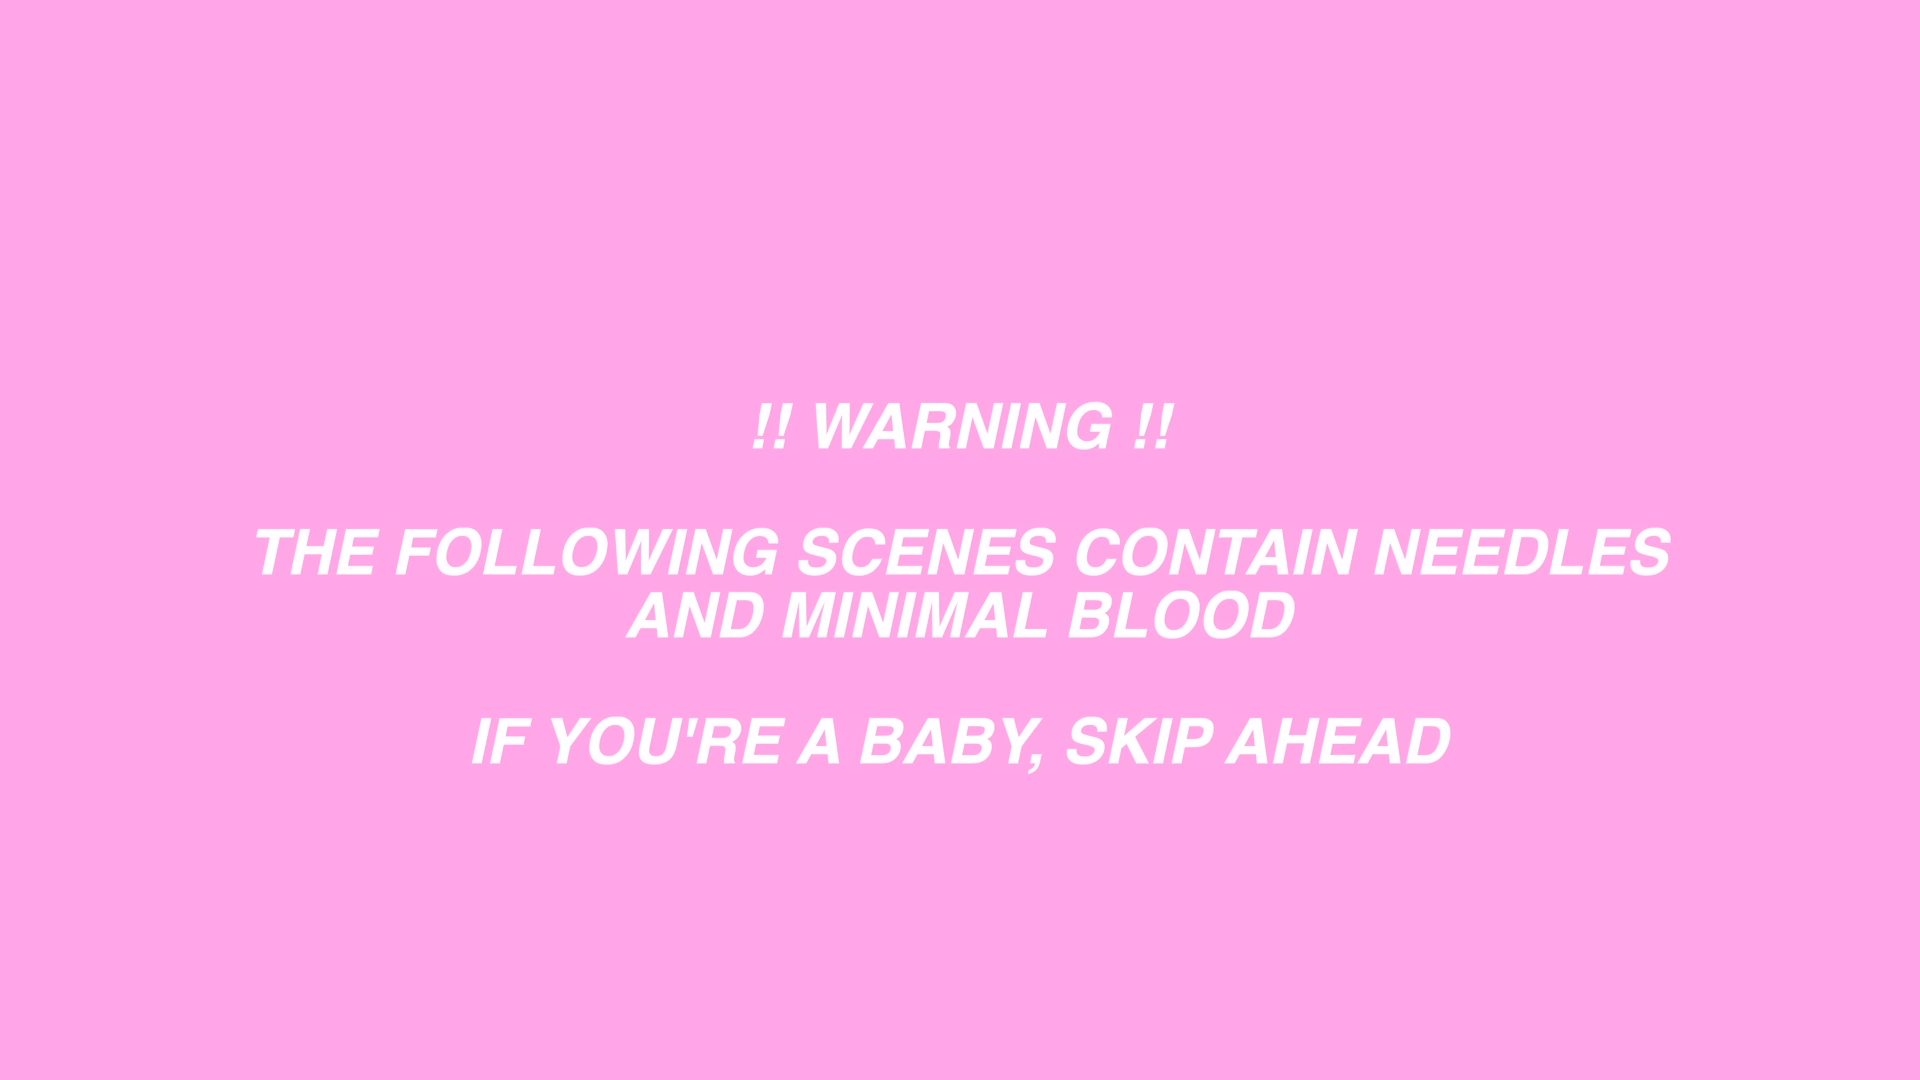 !! WARNING !!
THE FOLLOWING SCENES CONTAIN NEEDLES
AND MINIMAL BLOOD
IF YOU'RE A BABY, SKIP AHEAD